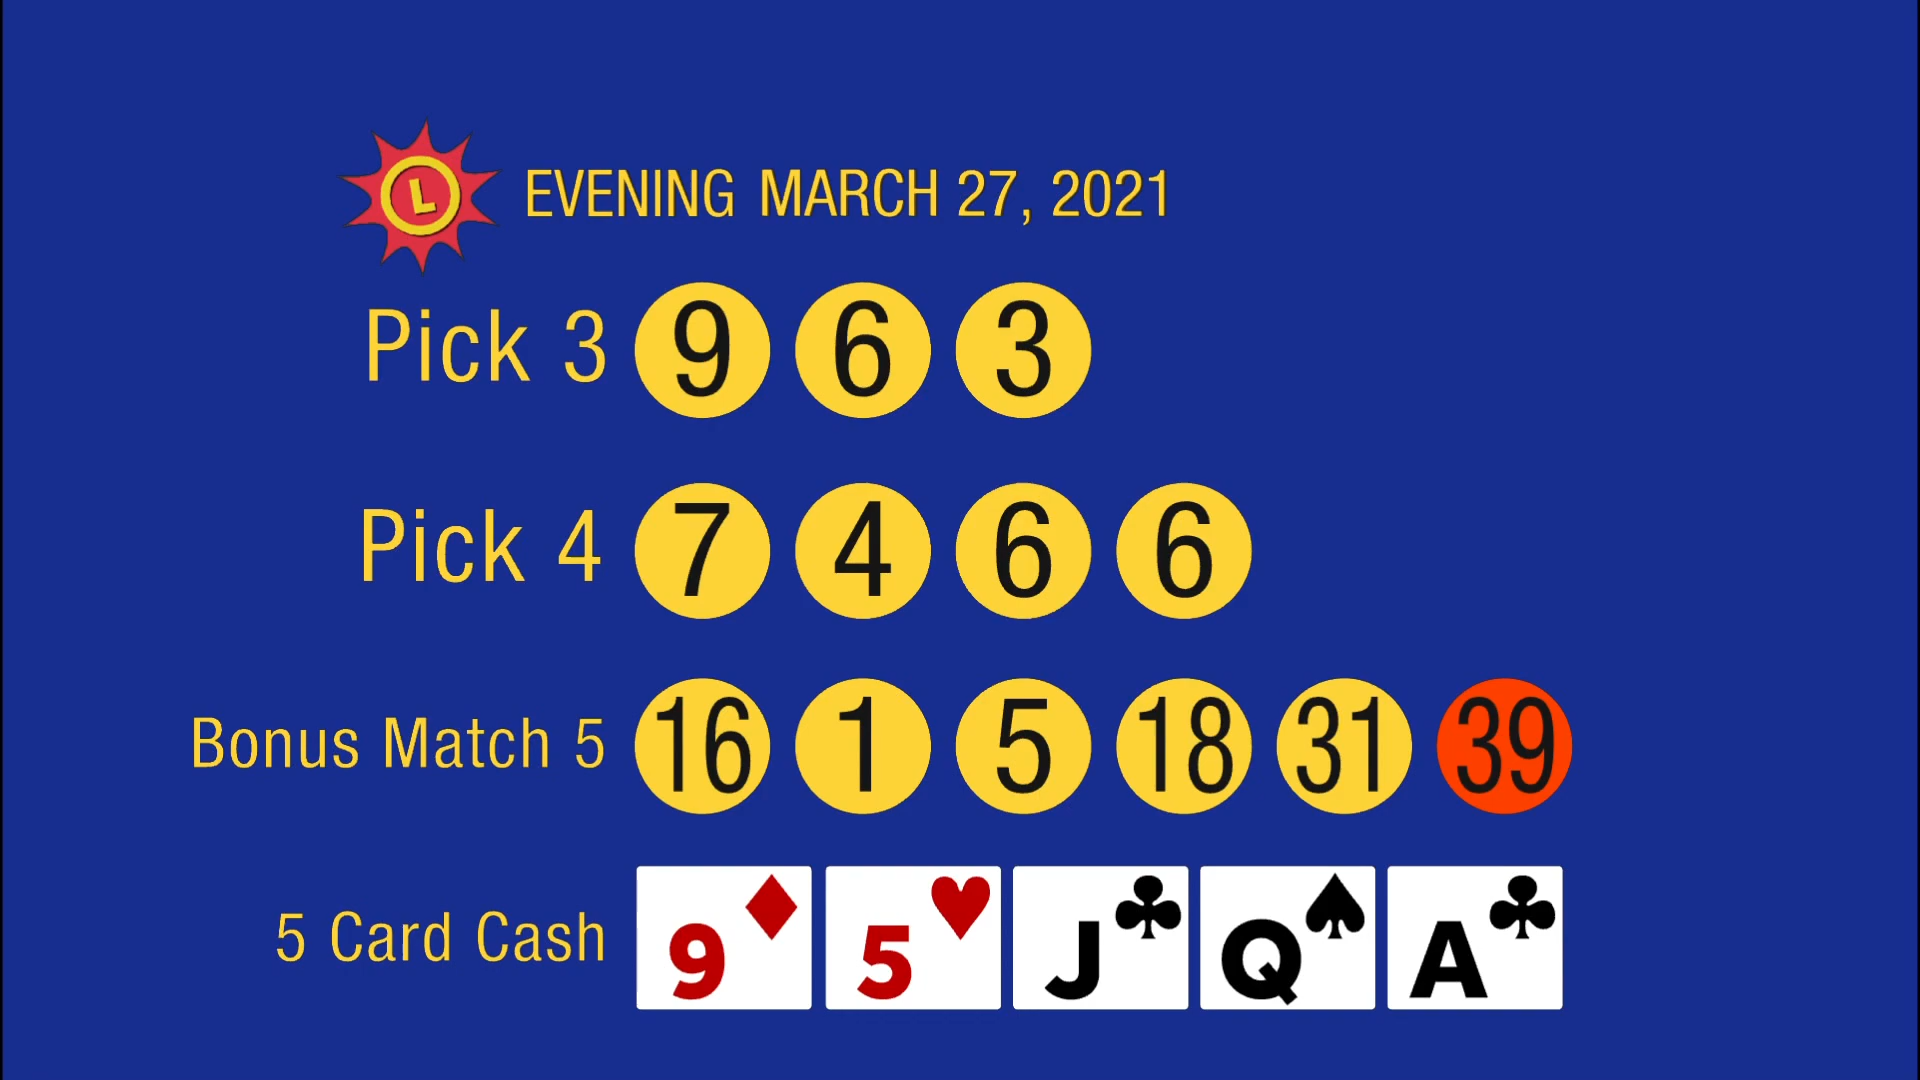 L EVENING MARCH 27, 2021
Pick 3 9 6 3
Pick 4 7 4 6 6
Bonus Match 5 16 1 5 18 31 39
5 Card Cash 9♦ 5♥ J♣ Q♠ A♣